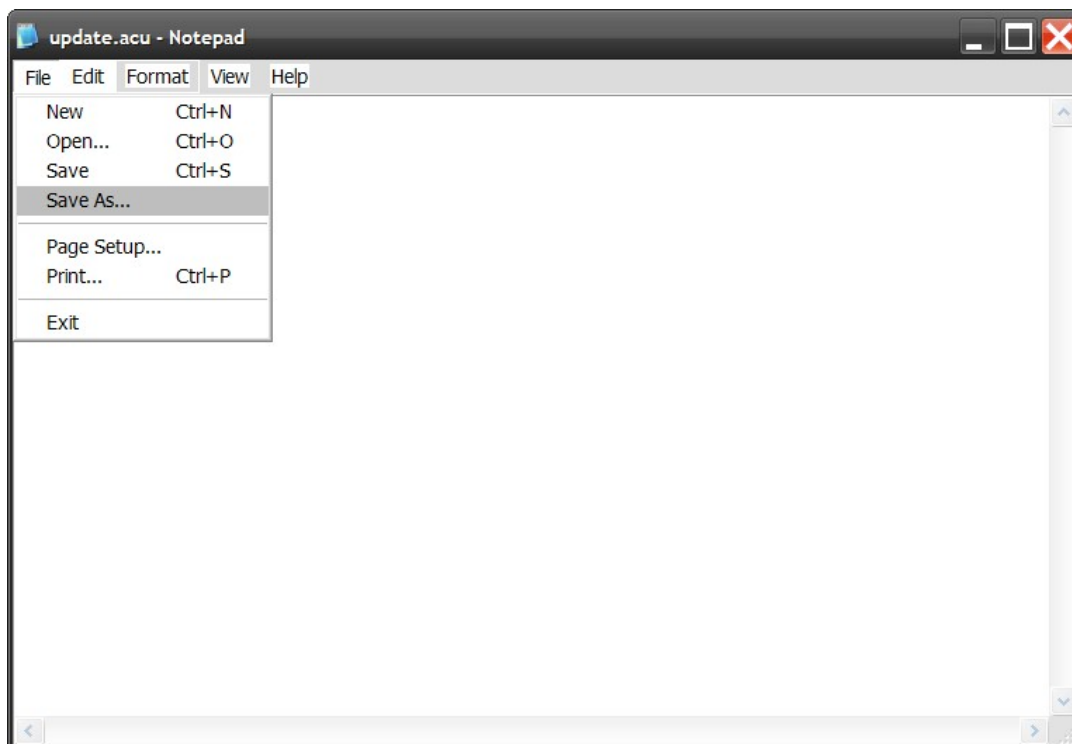 update.acu - Notepad
File Edit Format View Help
New Ctrl+N
Open... Ctrl+O
Save Ctrl+S
Save As...
Page Setup...
Print... Ctrl+P
Exit